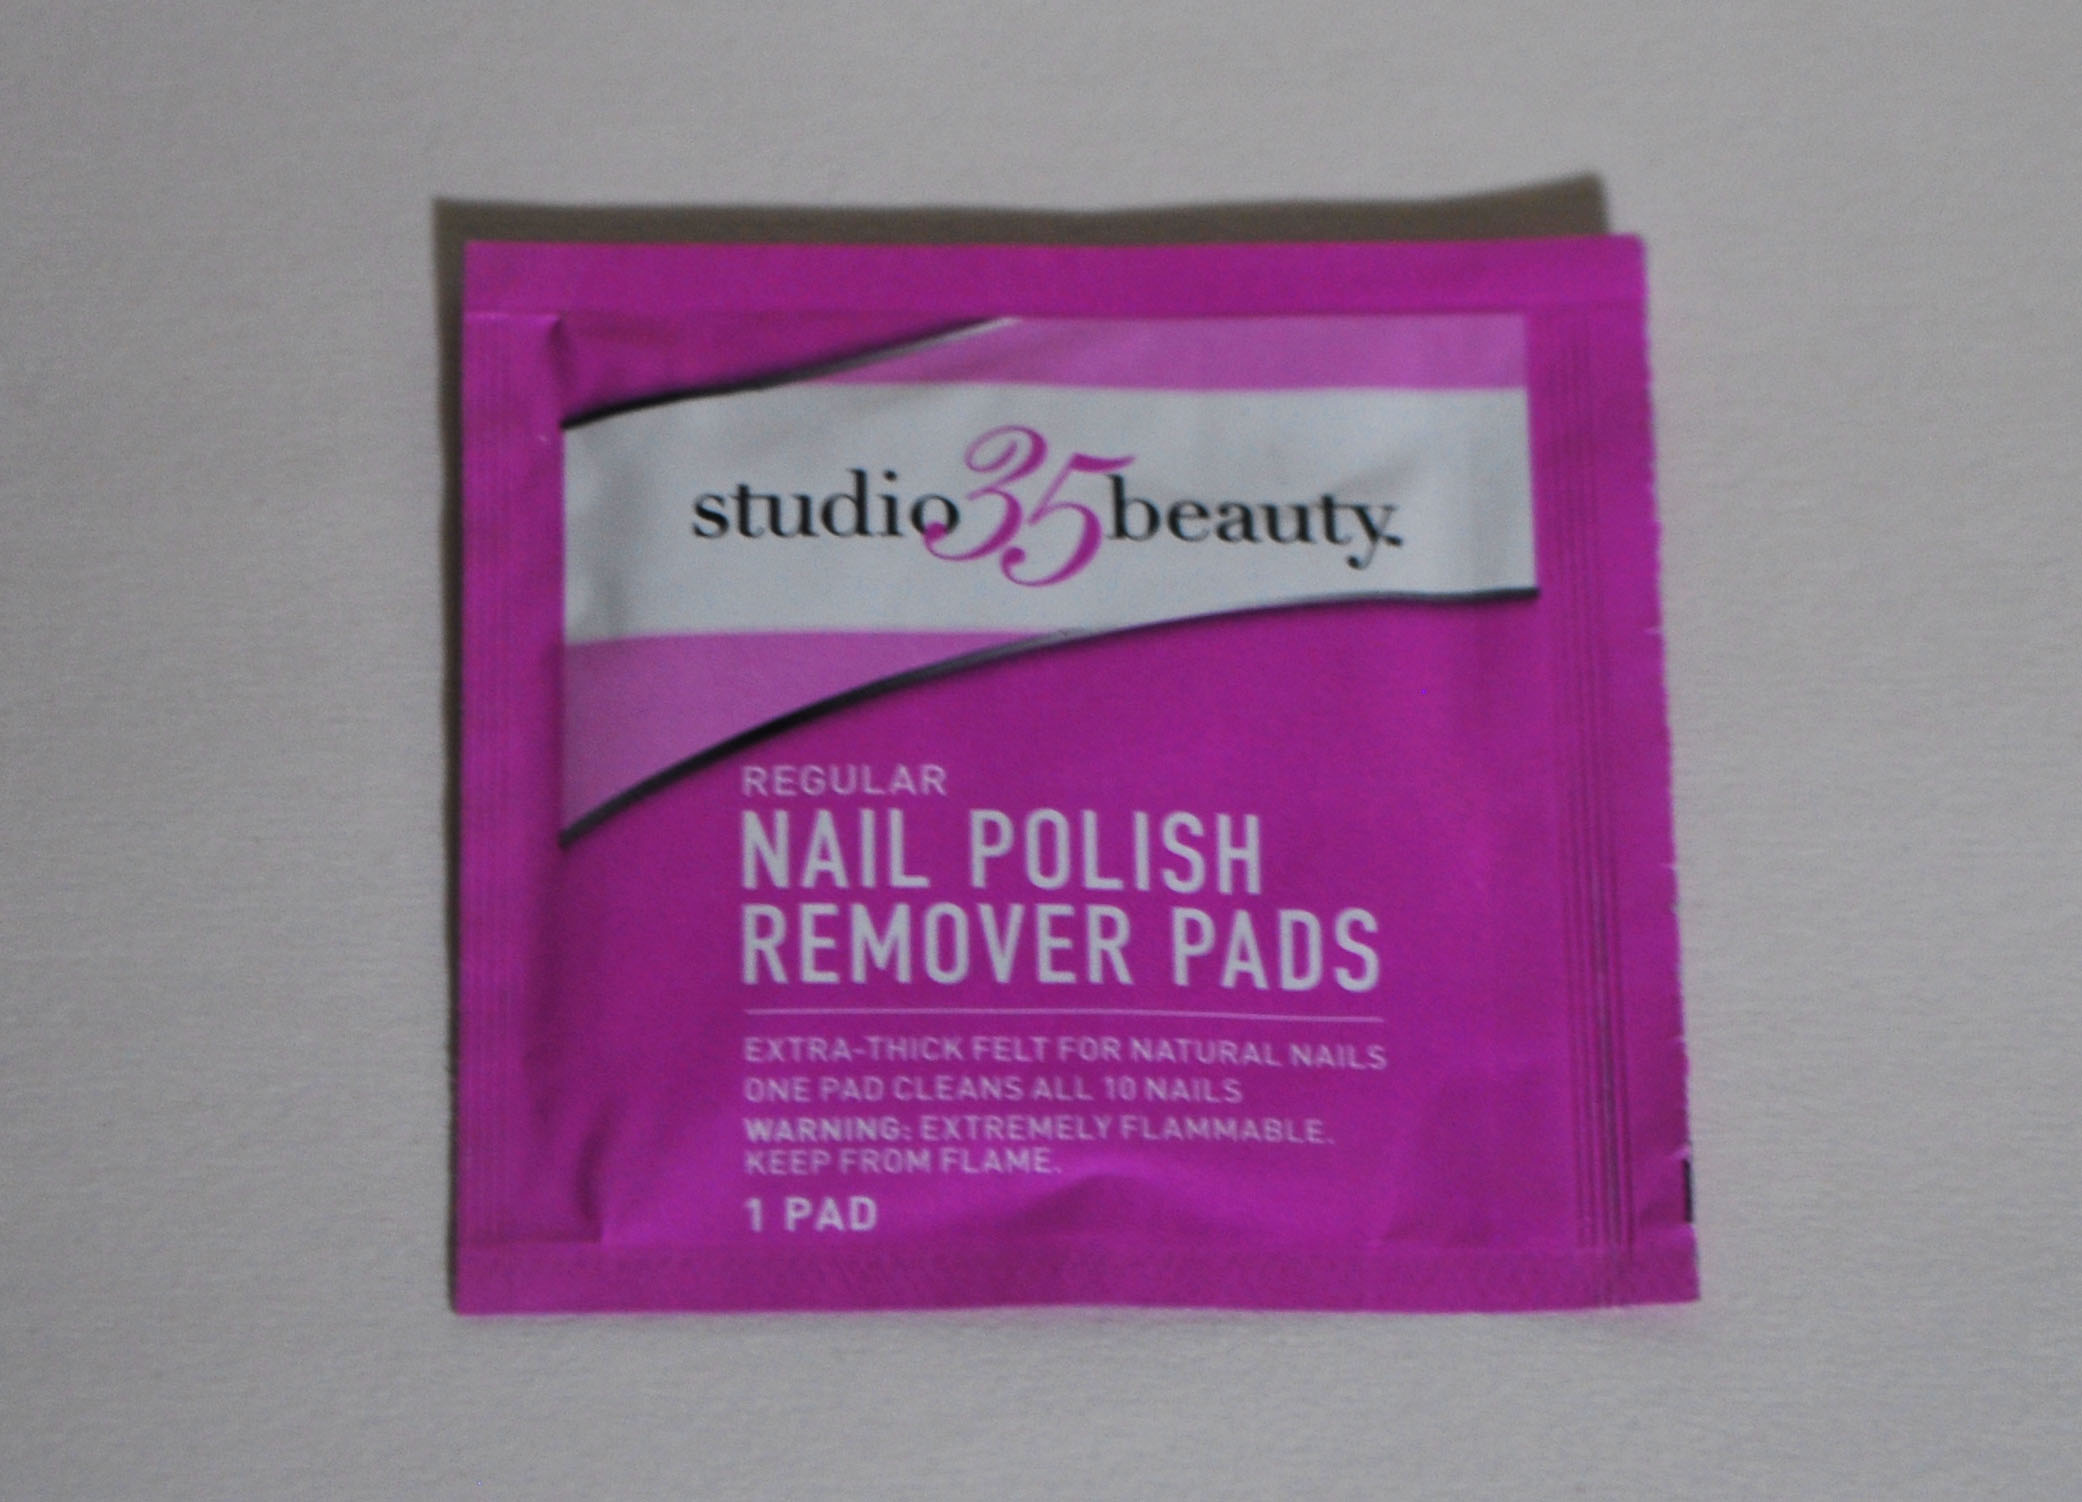 studio35beauty™
REGULAR
NAIL POLISH
REMOVER PADS
EXTRA-THICK FELT FOR NATURAL NAILS
ONE PAD CLEANS ALL 10 NAILS
WARNING: EXTREMELY FLAMMABLE.
KEEP FROM FLAME.
1 PAD